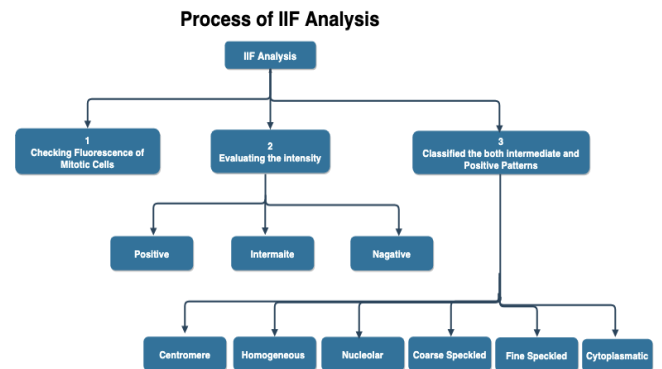 Process of IIF Analysis
IIF Analysis
1
Checking Fluorescence of
Mitotic Cells
2
Evaluating the intensity
3
Classified the both intermediate and
Positive Patterns
Positive
Intermaite
Nagative
Centromere
Homogeneous
Nucleolar
Coarse Speckled
Fine Speckled
Cytoplasmatic